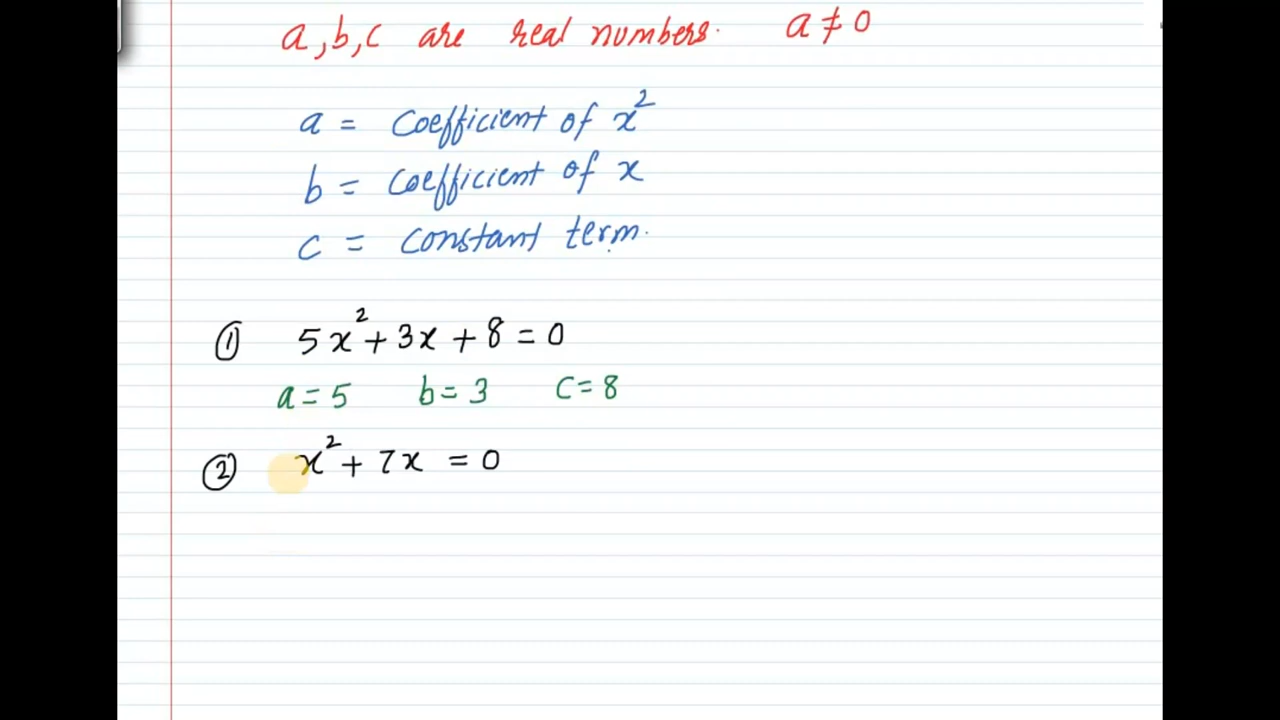 a, b, c are real numbers. a ≠ 0
a = coefficient of x²
b = coefficient of x
c = constant term.
① 5x² + 3x + 8 = 0
a = 5 b = 3 c = 8
② x² + 7x = 0